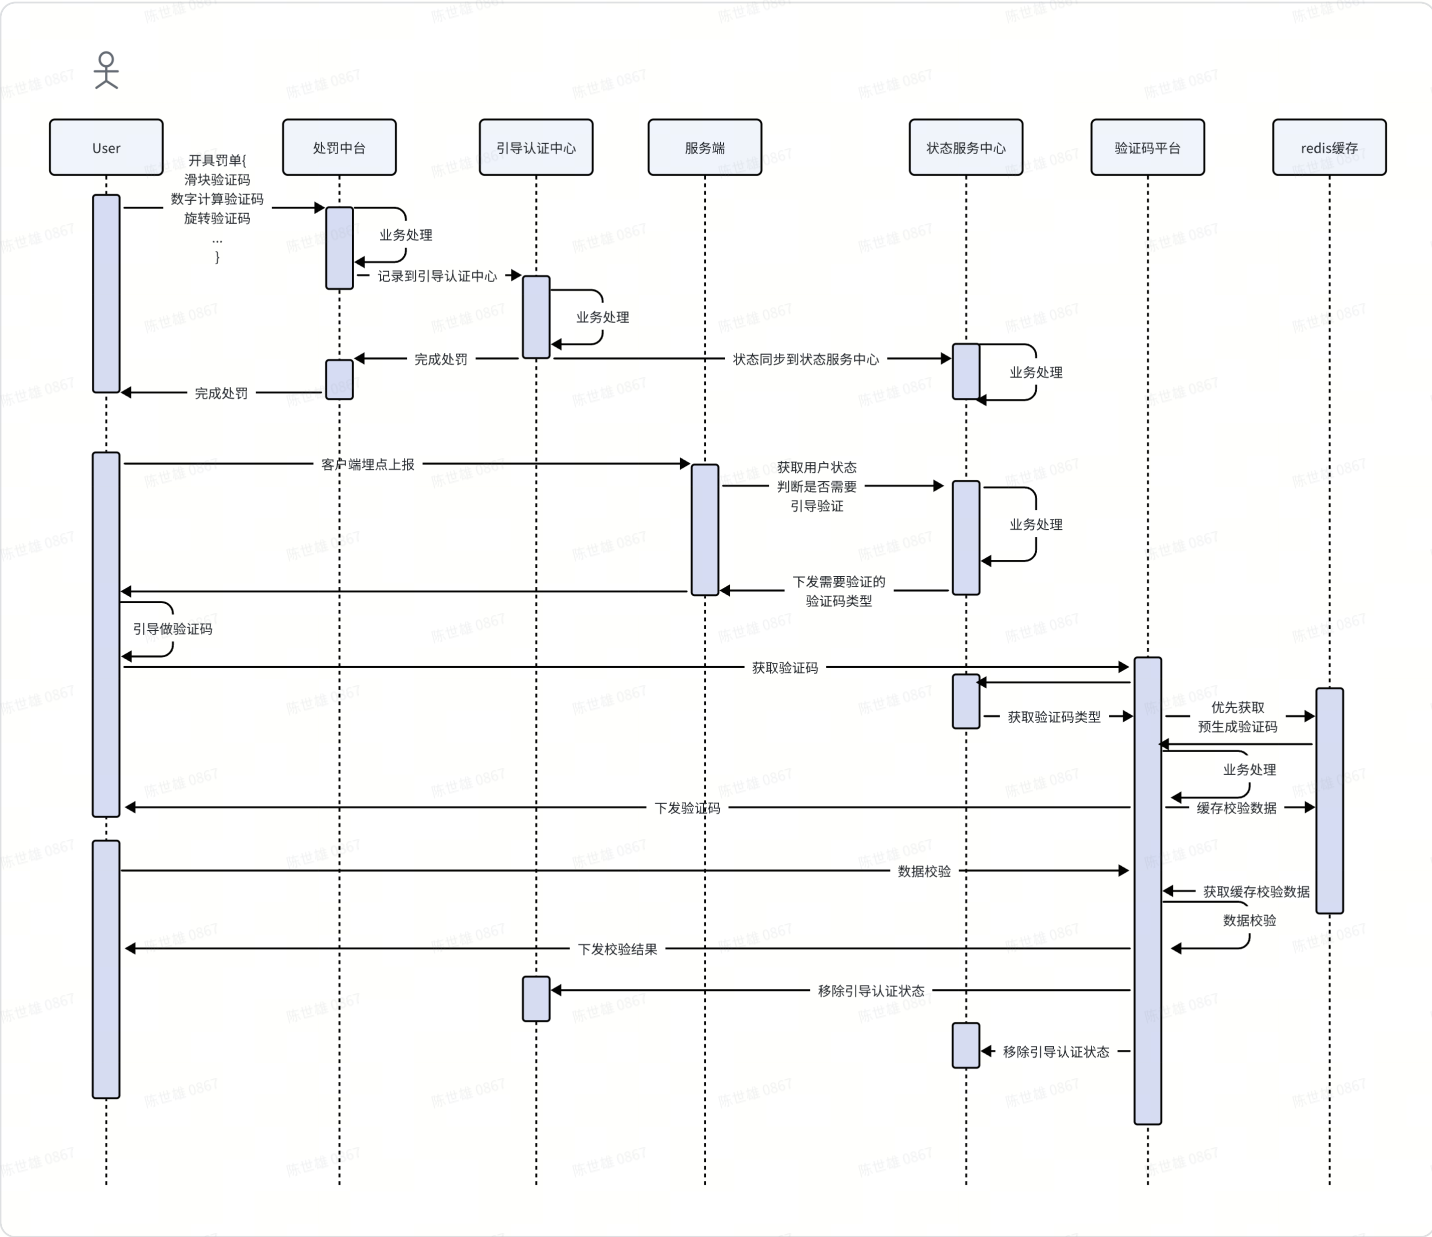 User
处罚中台
引导认证中心
服务端
状态服务中心
验证码平台
redis缓存
开具罚单{
滑块验证码
数字计算验证码
旋转验证码
...
}
业务处理
记录到引导认证中心
业务处理
完成处罚
状态同步到状态服务中心
业务处理
完成处罚
客户端埋点上报
获取用户状态
判断是否需要
引导验证
业务处理
下发需要验证的
验证码类型
引导做验证码
获取验证码
获取验证码类型
优先获取
预生成验证码
业务处理
下发验证码
缓存校验数据
数据校验
获取缓存校验数据
数据校验
下发校验结果
移除引导认证状态
移除引导认证状态
陈世雄 0867